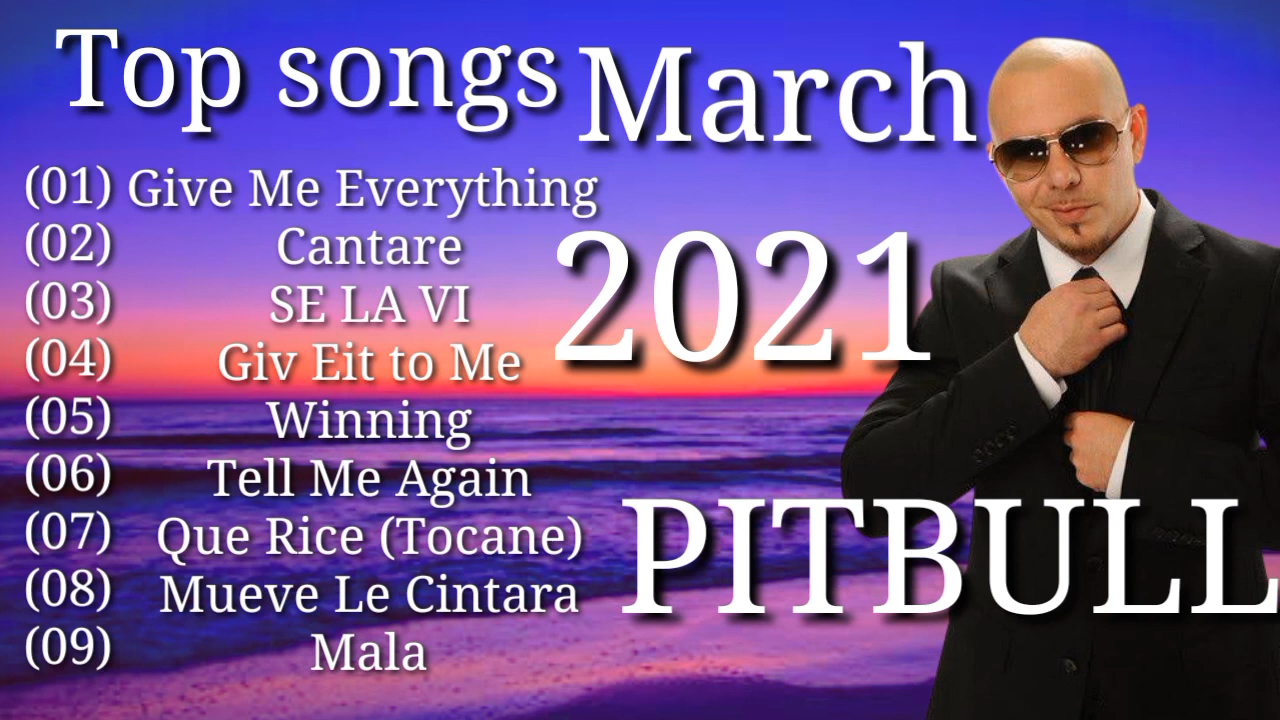 Top songs March
2021
PITBULL
(01) Give Me Everything
(02) Cantare
(03) SE LA VI
(04) Giv Eit to Me
(05) Winning
(06) Tell Me Again
(07) Que Rice (Tocane)
(08) Mueve Le Cintara
(09) Mala